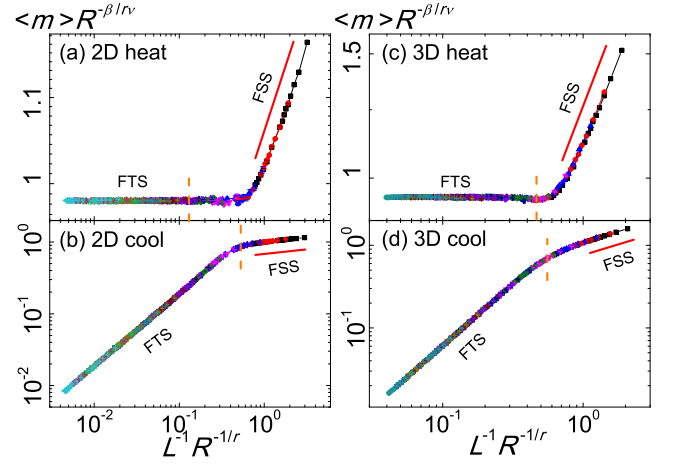 <m>R^{-β/rν} <m>R^{-β/rν}
(a) 2D heat
1.1
1
FSS
FTS
(c) 3D heat
1.5
1
FSS
FTS
(b) 2D cool
10^0
10^{-1}
10^{-2}
FSS
FTS
(d) 3D cool
10^0
10^{-1}
FSS
FTS
10^{-2} 10^{-1} 10^0 10^{-1} 10^0
L^{-1}R^{-1/r} L^{-1}R^{-1/r}